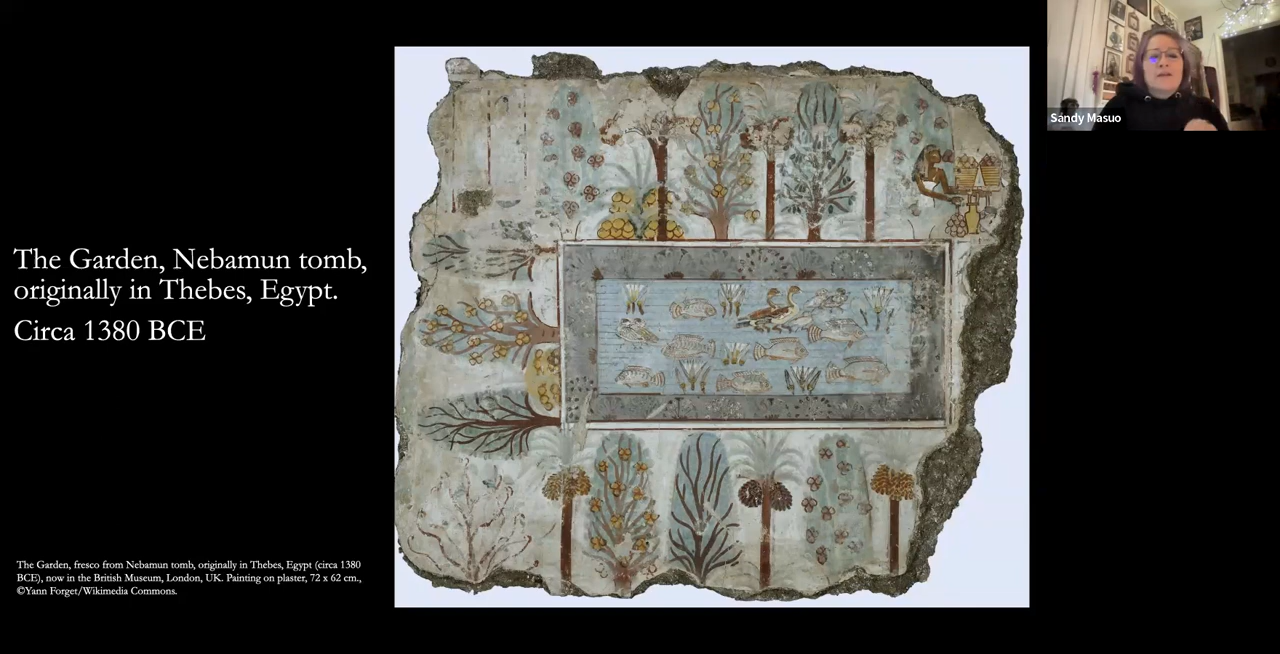 The Garden, Nebamun tomb,
originally in Thebes, Egypt.
Circa 1380 BCE
The Garden, fresco from Nebamun tomb, originally in Thebes, Egypt (circa 1380
BCE), now in the British Museum, London, UK. Painting on plaster, 72 x 62 cm.,
©Yann Forget/Wikimedia Commons.
Sandy Masuo